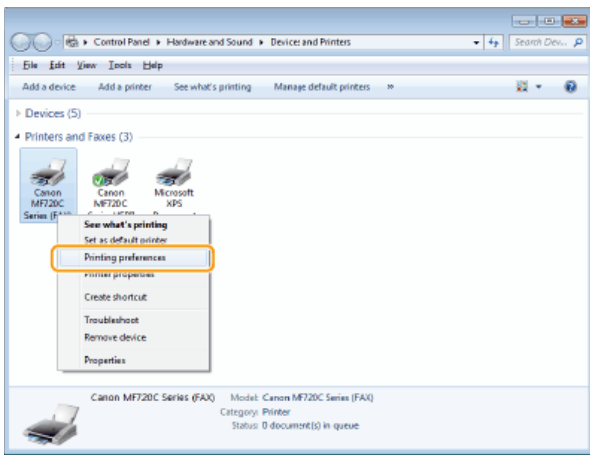 Control Panel ▸ Hardware and Sound ▸ Devices and Printers
Search Dev...
File Edit View Tools Help
Add a device Add a printer See what's printing Manage default printers »
Devices (5)
Printers and Faxes (3)
Canon
MF720C
Series (FAX)
Canon
MF720C
Microsoft
XPS
See what's printing
Set as default printer
Printing preferences
Printer properties
Create shortcut
Troubleshoot
Remove device
Properties
Canon MF720C Series (FAX)
Model: Canon MF720C Series (FAX)
Category: Printer
Status: 0 document(s) in queue